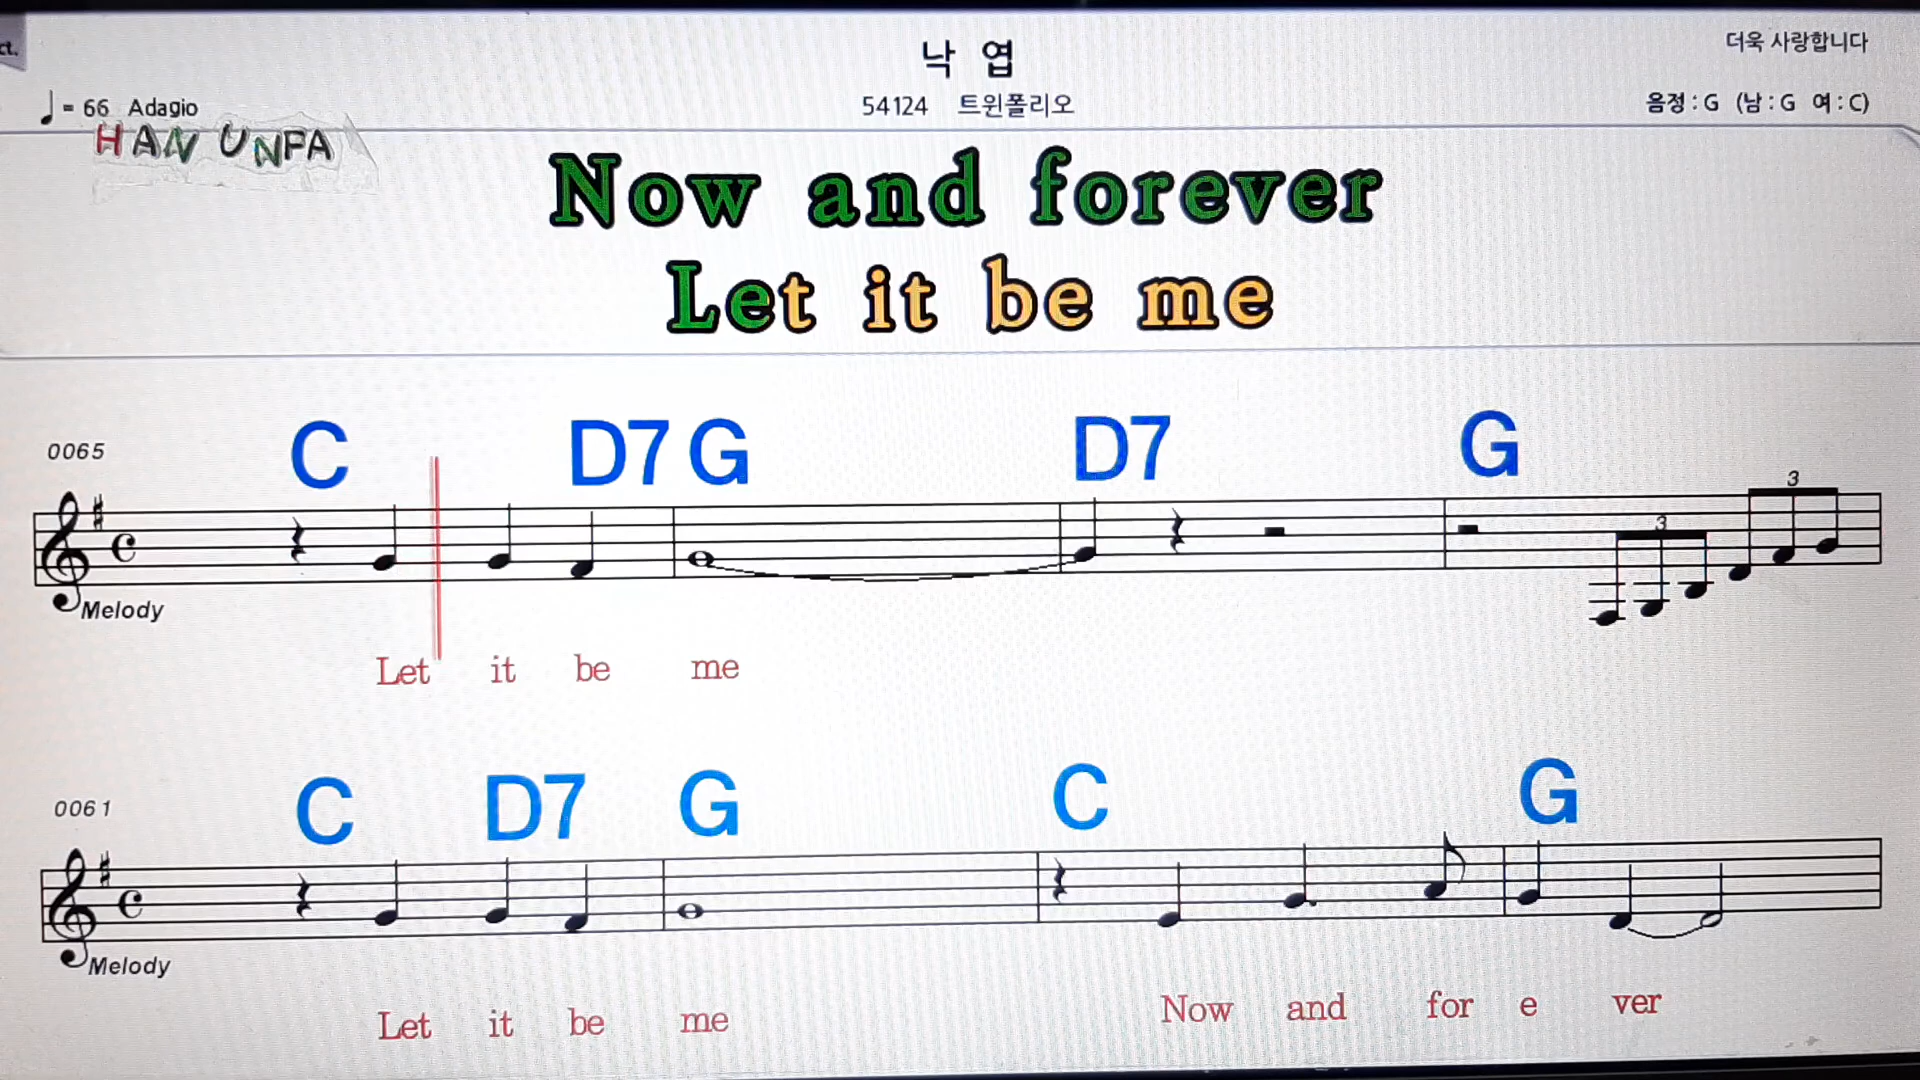 ct.
낙 엽
더욱 사랑합니다
♩= 66 Adagio
54124 트윈폴리오
음정 : G (남 : G 여 : C)
HAN UNPA
Now and forever
Let it be me
C D7 G D7 G
0065
3
3
Melody
Let it be me
C D7 G C G
0061
Melody
Let it be me Now and for e ver